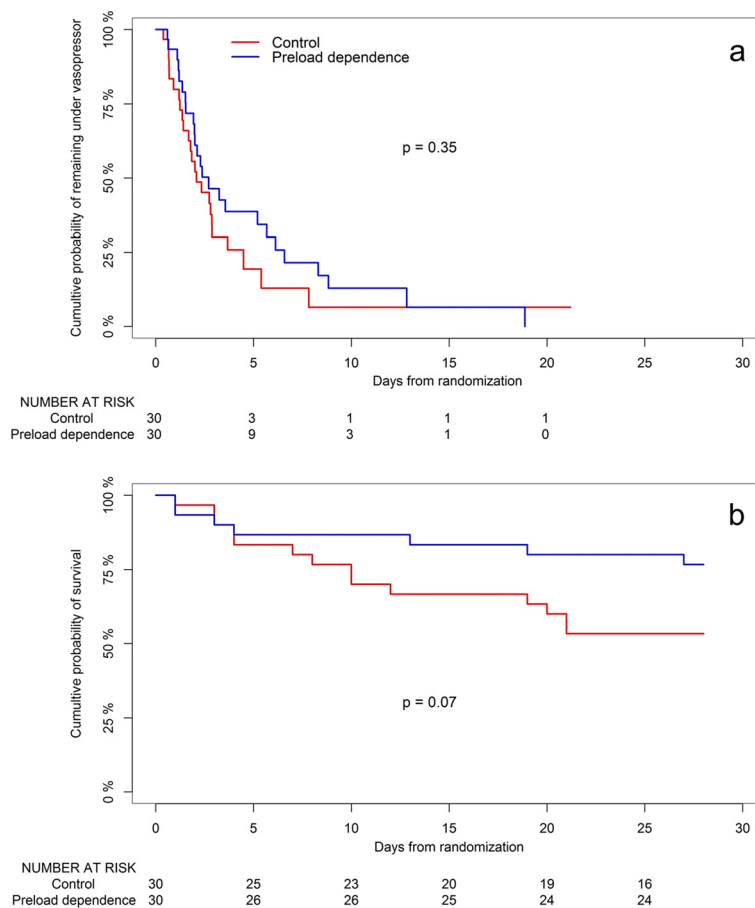 a
Control
Preload dependence
p = 0.35
Cumultive probability of remaining under vasopressor
100 %
75 %
50 %
25 %
0 %
0 5 10 15 20 25 30
Days from randomization
NUMBER AT RISK
Control 30 3 1 1 1
Preload dependence 30 9 3 1 0
b
p = 0.07
Cumultive probability of survival
100 %
75 %
50 %
25 %
0 %
0 5 10 15 20 25 30
Days from randomization
NUMBER AT RISK
Control 30 25 23 20 19 16
Preload dependence 30 26 26 25 24 24